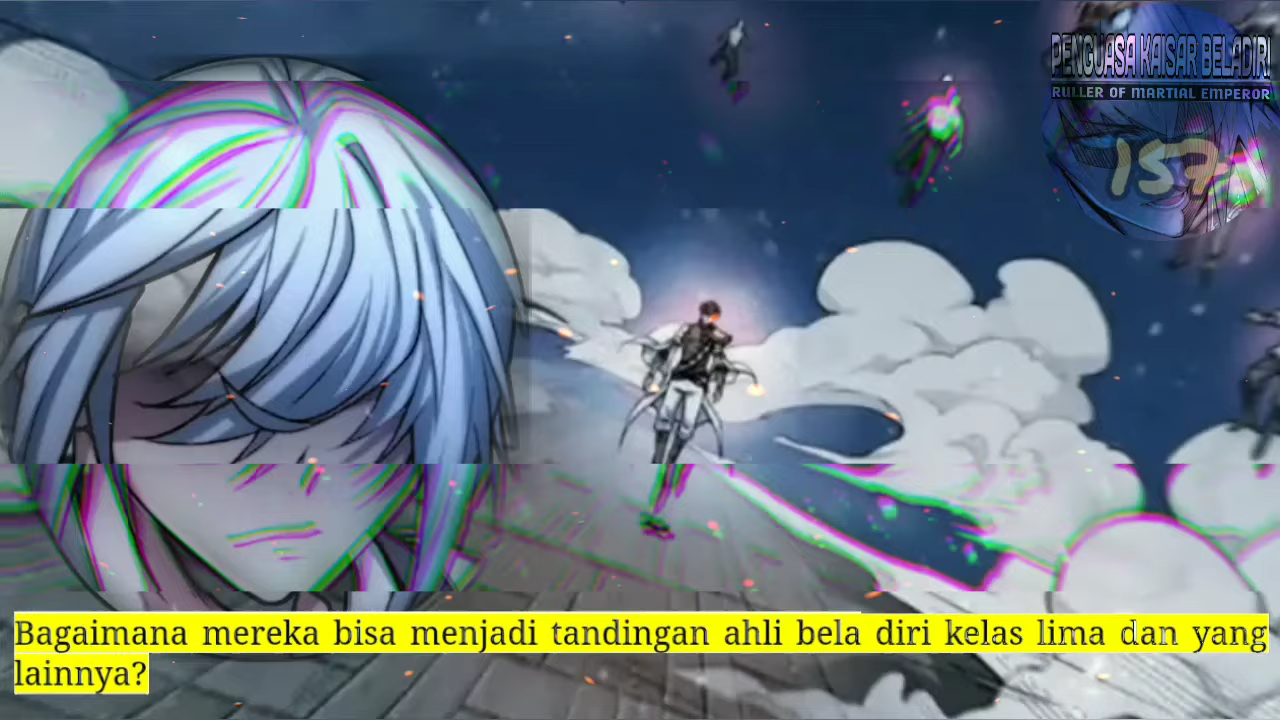 PENGUASA KAISAR BELADIRI
RULLER OF MARTIAL EMPEROR
Bagaimana mereka bisa menjadi tandingan ahli bela diri kelas lima dan yang
lainnya?